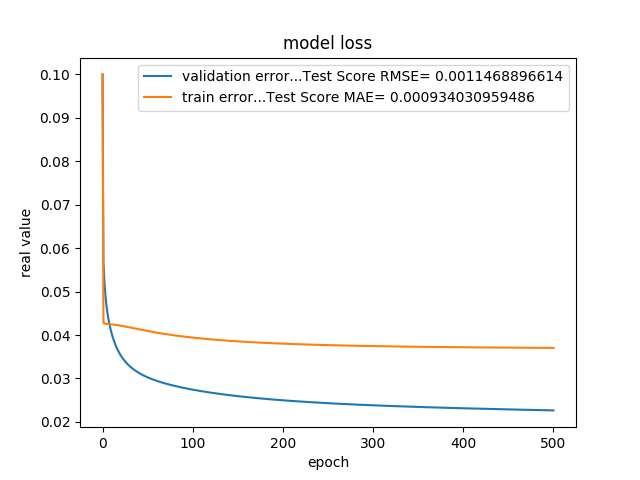 model loss
validation error...Test Score RMSE= 0.0011468896614
train error...Test Score MAE= 0.000934030959486
real value
0.10
0.09
0.08
0.07
0.06
0.05
0.04
0.03
0.02
0 100 200 300 400 500
epoch